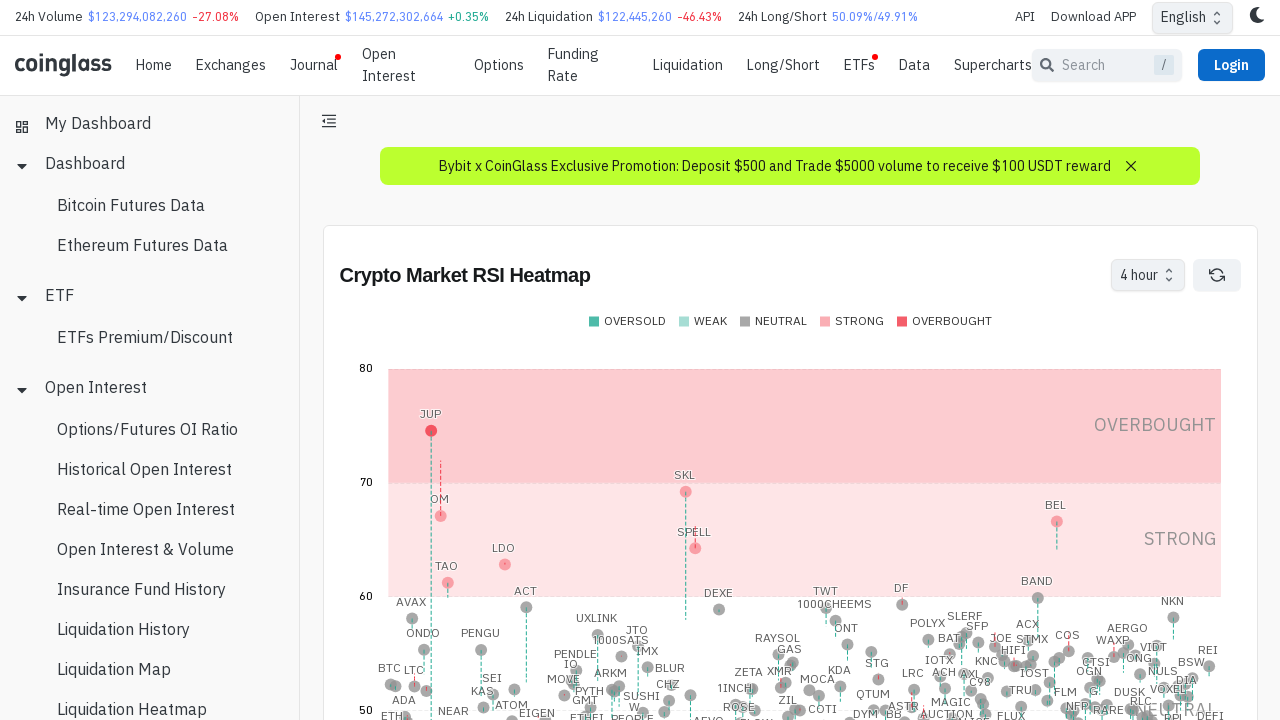 24h Volume $123,294,082,260 -27.08% Open Interest $145,272,302,664 +0.35% 24h Liquidation $122,445,260 -46.43% 24h Long/Short 50.09%/49.91% API Download APP English
coinglass Home Exchanges Journal Open Interest Options Funding Rate Liquidation Long/Short ETFs Data Supercharts Search / Login
My Dashboard
Dashboard
Bitcoin Futures Data
Ethereum Futures Data
ETF
ETFs Premium/Discount
Open Interest
Options/Futures OI Ratio
Historical Open Interest
Real-time Open Interest
Open Interest & Volume
Insurance Fund History
Liquidation History
Liquidation Map
Liquidation Heatmap
Bybit x CoinGlass Exclusive Promotion: Deposit $500 and Trade $5000 volume to receive $100 USDT reward
Crypto Market RSI Heatmap 4 hour
OVERSOLD WEAK NEUTRAL STRONG OVERBOUGHT
80
JUP
OVERBOUGHT
70
SKL
OM
BEL
SPELL
STRONG
LDO
TAO
BAND
60
ACT DEXE TWT DF
AVAX 1000CHEEMS NKN
UXLINK SLERF
ONDO PENGU JTO ONT POLYX SFP ACX AERGO
1000SATS RAYSOL BAT JOE STMX COS WAXP
PENDLE IMX GAS HIFI VIDT REI
IO STG IOTX KNC CTSI ONG BSW
BTC LTC MOVE ARKM BLUR ZETA XMR KDA LRC ACH AXL IOST OGN NULS
SEI CHZ MOCA C98 DIA
ADA KAS PYTH SUSHI 1INCH QTUM TRU FLM G DUSK VOXEL
NEAR ATOM GMT ZIL MAGIC RLC
50 ROSE COTI ASTR NFP RARE NEUTRAL
ETH EIGEN ETHFI PEOPLE W AEVO DYM BB AUCTION FLUX DEFI